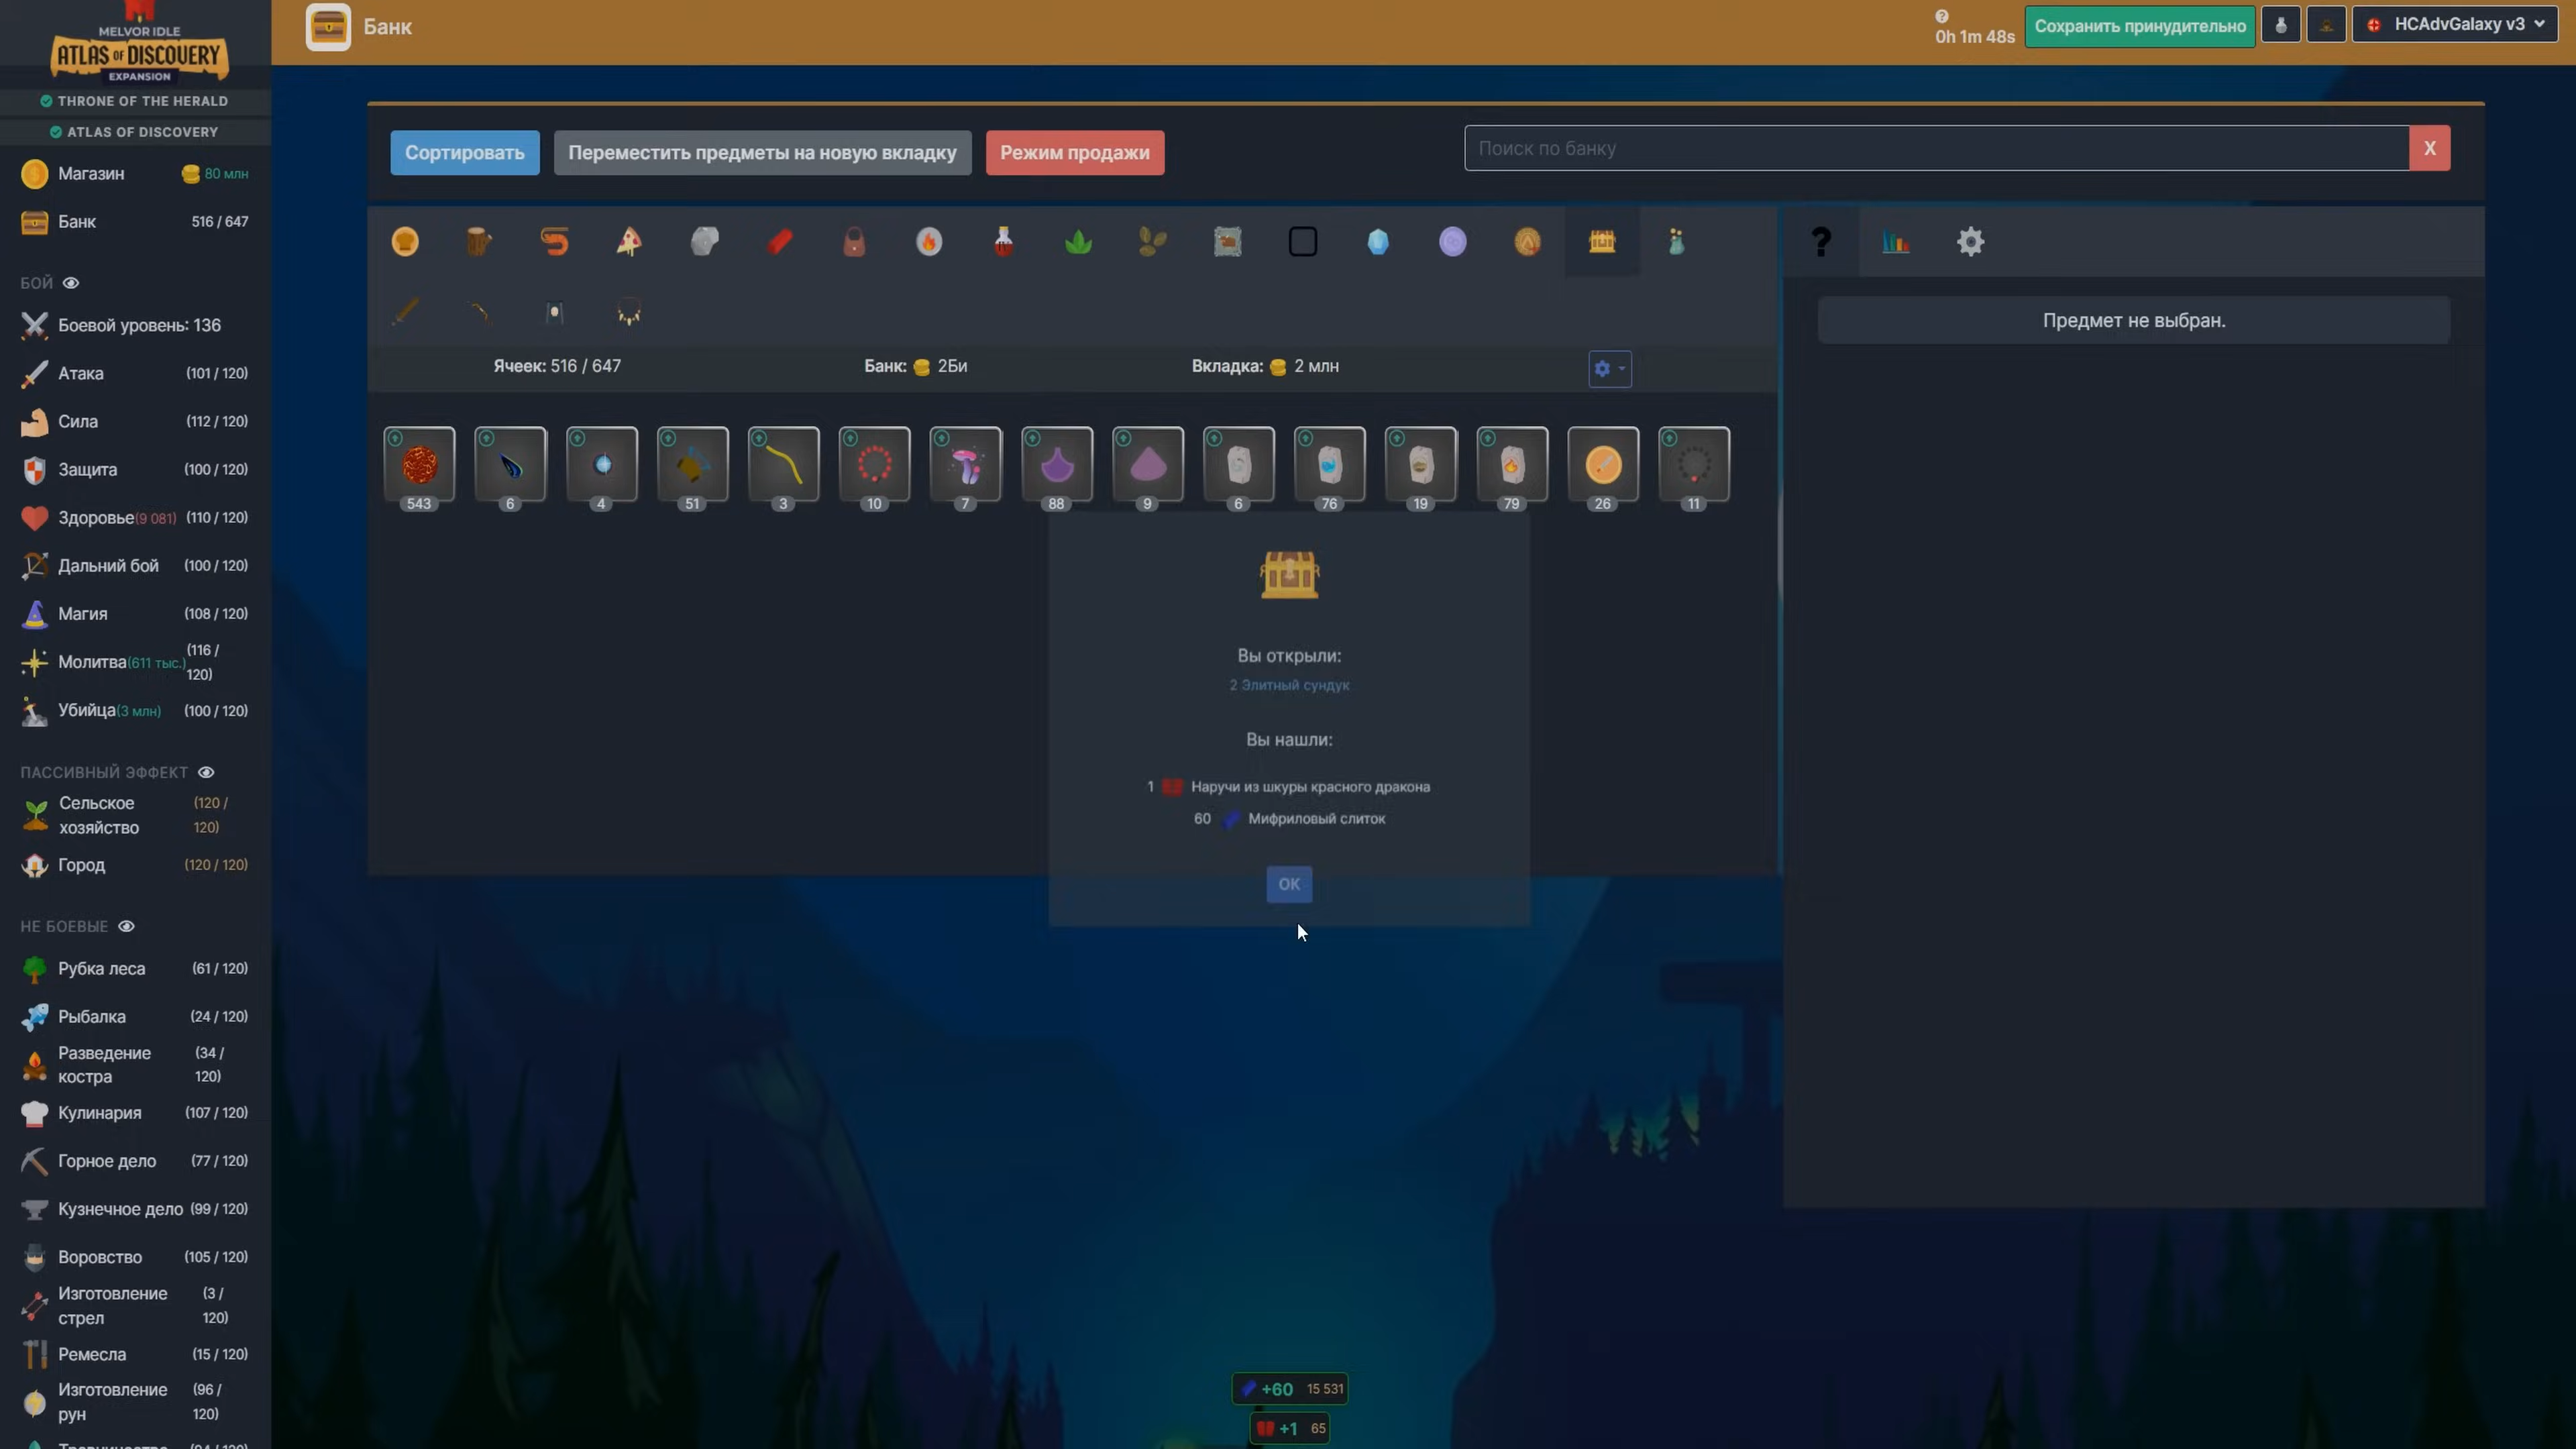 MELVOR IDLE
ATLAS OF DISCOVERY
EXPANSION
THRONE OF THE HERALD
ATLAS OF DISCOVERY
Магазин 80 млн
Банк 516 / 647
БОЙ
Боевой уровень: 136
Атака (101 / 120)
Сила (112 / 120)
Защита (100 / 120)
Здоровье(9 081) (110 / 120)
Дальний бой (100 / 120)
Магия (108 / 120)
Молитва(611 тыс.) (116 / 120)
Убийца(3 млн) (100 / 120)
ПАССИВНЫЙ ЭФФЕКТ
Сельское хозяйство (120 / 120)
Город (120 / 120)
НЕ БОЕВЫЕ
Рубка леса (61 / 120)
Рыбалка (24 / 120)
Разведение костра (34 / 120)
Кулинария (107 / 120)
Горное дело (77 / 120)
Кузнечное дело (99 / 120)
Воровство (105 / 120)
Изготовление стрел (3 / 120)
Ремесла (15 / 120)
Изготовление рун (96 / 120)
Банк
0h 1m 48s
Сохранить принудительно
HCAdvGalaxy v3
Сортировать
Переместить предметы на новую вкладку
Режим продажи
Поиск по банку
X
Ячеек: 516 / 647
Банк: 2Би
Вкладка: 2 млн
543 6 4 51 3 10 7 88 9 6 76 19 79 26 11
Предмет не выбран.
Вы открыли:
2 Элитный сундук
Вы нашли:
1 Наручи из шкуры красного дракона
60 Мифриловый слиток
OK
+60 15 531
+1 65